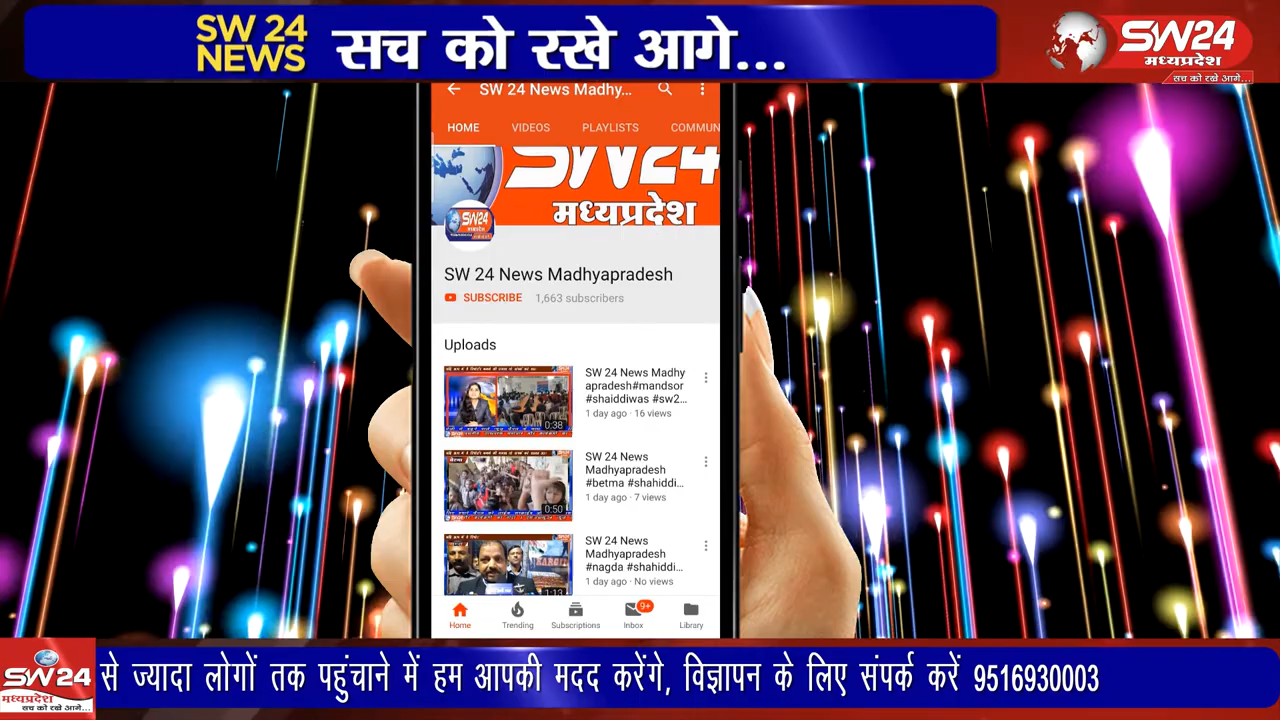 SW 24
NEWS
सच को रखे आगे...
SW24
मध्यप्रदेश
सच को रखे आगे...
SW 24 News Madhy...
HOME VIDEOS PLAYLISTS COMMUN
SW24
मध्यप्रदेश
SW24
SW 24 News Madhyapradesh
SUBSCRIBE 1,663 subscribers
Uploads
SW 24 News Madhy
apradesh#mandsor
#shaiddiwas #sw2...
1 day ago · 16 views
0:38
SW 24 News
Madhyapradesh
#betma #shahiddi...
1 day ago · 7 views
0:50
SW 24 News
Madhyapradesh
#nagda #shahiddi...
1 day ago · No views
1:13
9+
Home Trending Subscriptions Inbox Library
SW24
मध्यप्रदेश
सच को रखे आगे...
से ज्यादा लोगों तक पहुंचाने में हम आपकी मदद करेंगे, विज्ञापन के लिए संपर्क करें 9516930003